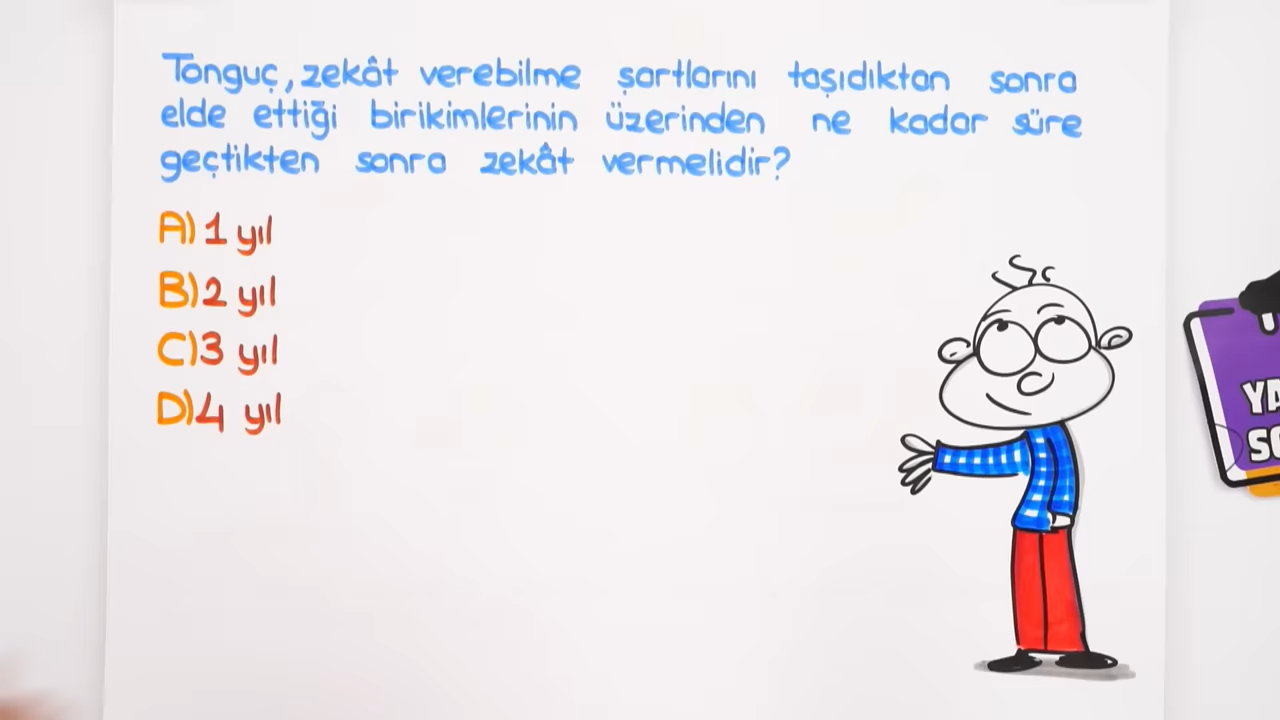 Tonguç, zekât verebilme şartlarını taşıdıktan sonra
elde ettiği birikimlerinin üzerinden ne kadar süre
geçtikten sonra zekât vermelidir?
A) 1 yıl
B) 2 yıl
C) 3 yıl
D) 4 yıl